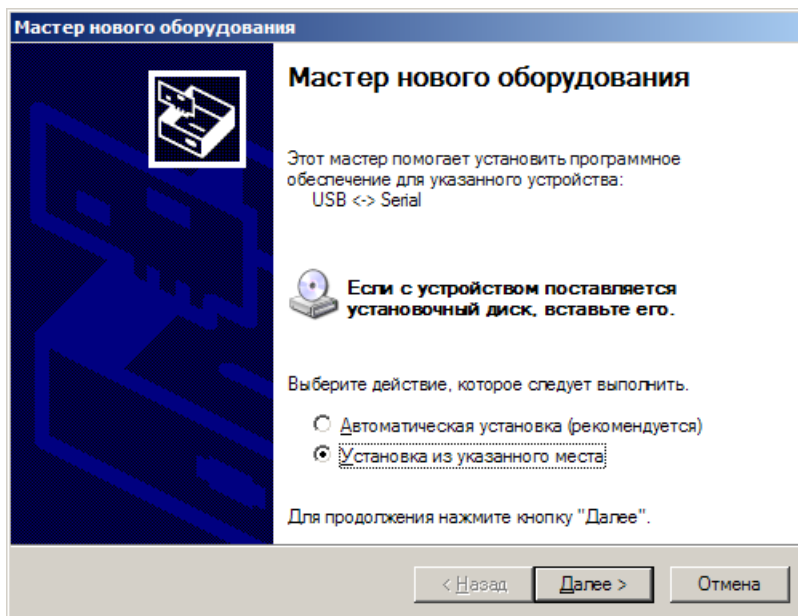 Мастер нового оборудования
Мастер нового оборудования
Этот мастер помогает установить программное
обеспечение для указанного устройства:
USB <-> Serial
Если с устройством поставляется
установочный диск, вставьте его.
Выберите действие, которое следует выполнить.
Автоматическая установка (рекомендуется)
Установка из указанного места
Для продолжения нажмите кнопку "Далее".
< Назад Далее > Отмена